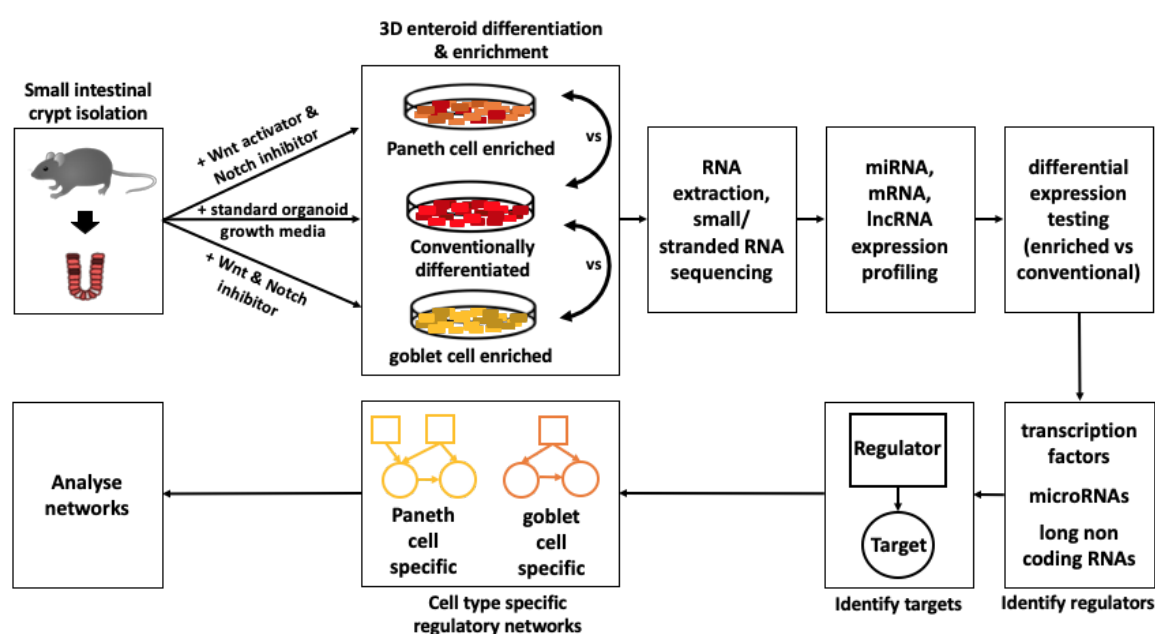 Small intestinal
crypt isolation
+ Wnt activator &
Notch inhibitor
+ standard organoid
growth media
+ Wnt & Notch
inhibitor
3D enteroid differentiation
& enrichment
Paneth cell enriched
vs
Conventionally
differentiated
vs
goblet cell enriched
RNA
extraction,
small/
stranded RNA
sequencing
miRNA,
mRNA,
lncRNA
expression
profiling
differential
expression
testing
(enriched vs
conventional)
transcription
factors
microRNAs
long non
coding RNAs
Identify regulators
Regulator
Target
Identify targets
Paneth
cell
specific
goblet
cell
specific
Cell type specific
regulatory networks
Analyse
networks